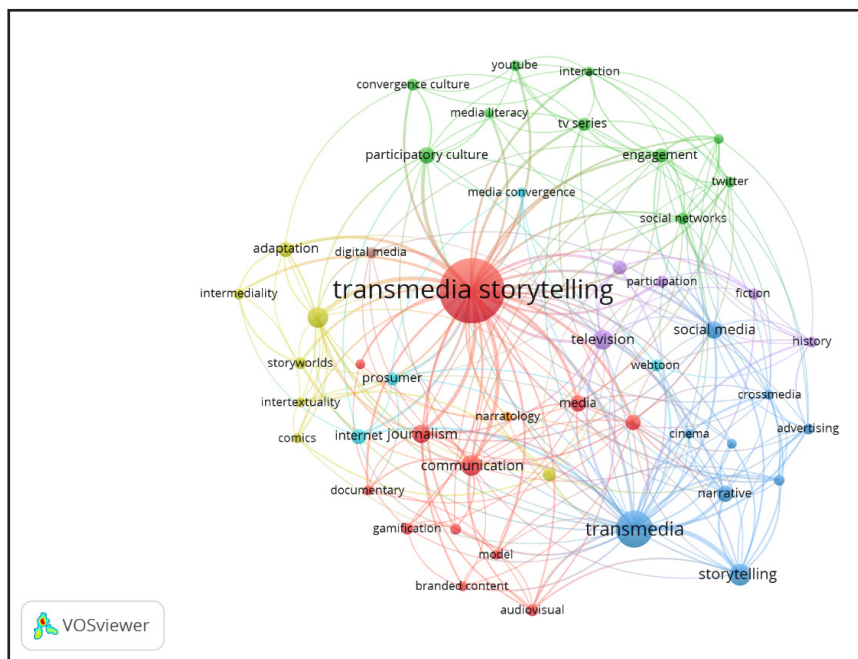 youtube
interaction
convergence culture
media literacy
tv series
participatory culture
engagement
twitter
media convergence
social networks
adaptation
digital media
participation
intermediality
transmedia storytelling
fiction
social media
television
history
storyworlds
webtoon
prosumer
crossmedia
intertextuality
media
narratology
advertising
comics
internet
journalism
cinema
communication
documentary
narrative
gamification
transmedia
model
storytelling
branded content
audiovisual
VOSviewer